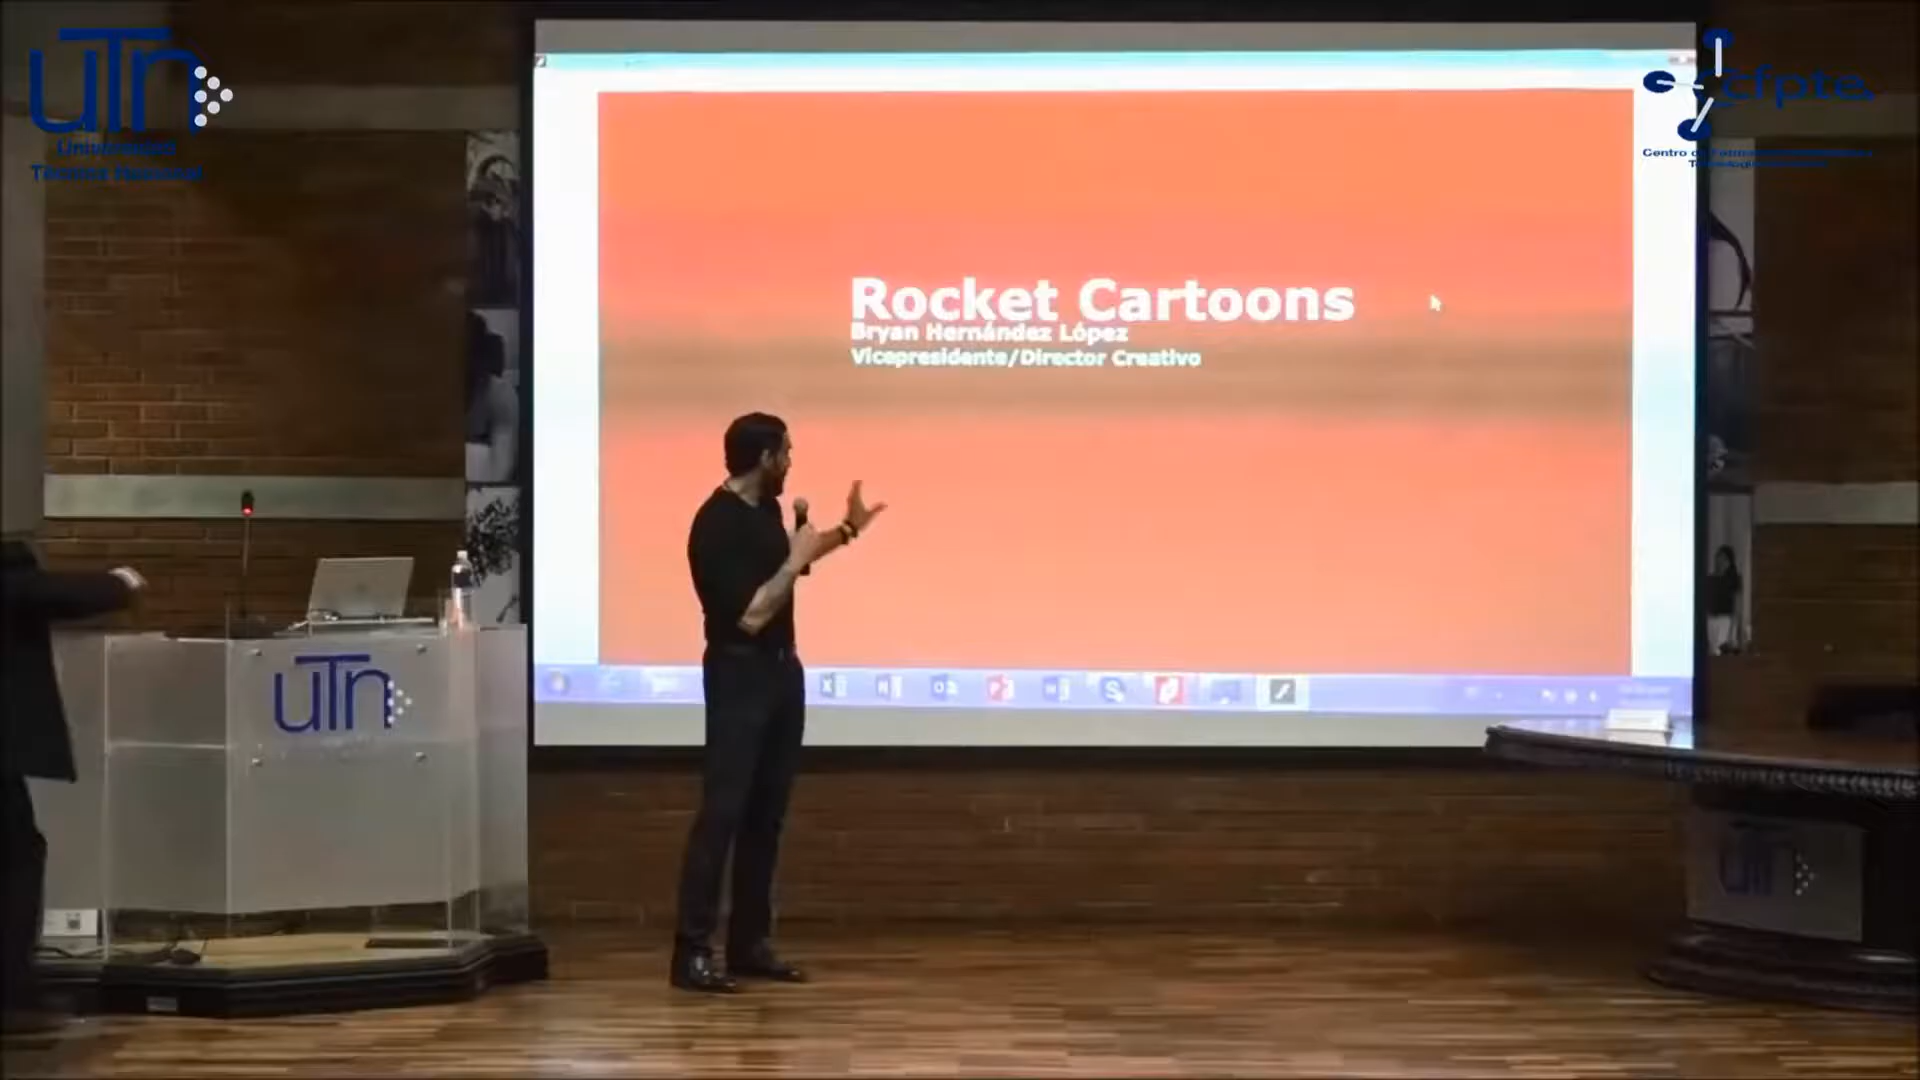 uTn
Universidad
Técnica Nacional
cfpte
Rocket Cartoons
Bryan Hernández López
Vicepresidente/Director Creativo
uTn
uTn